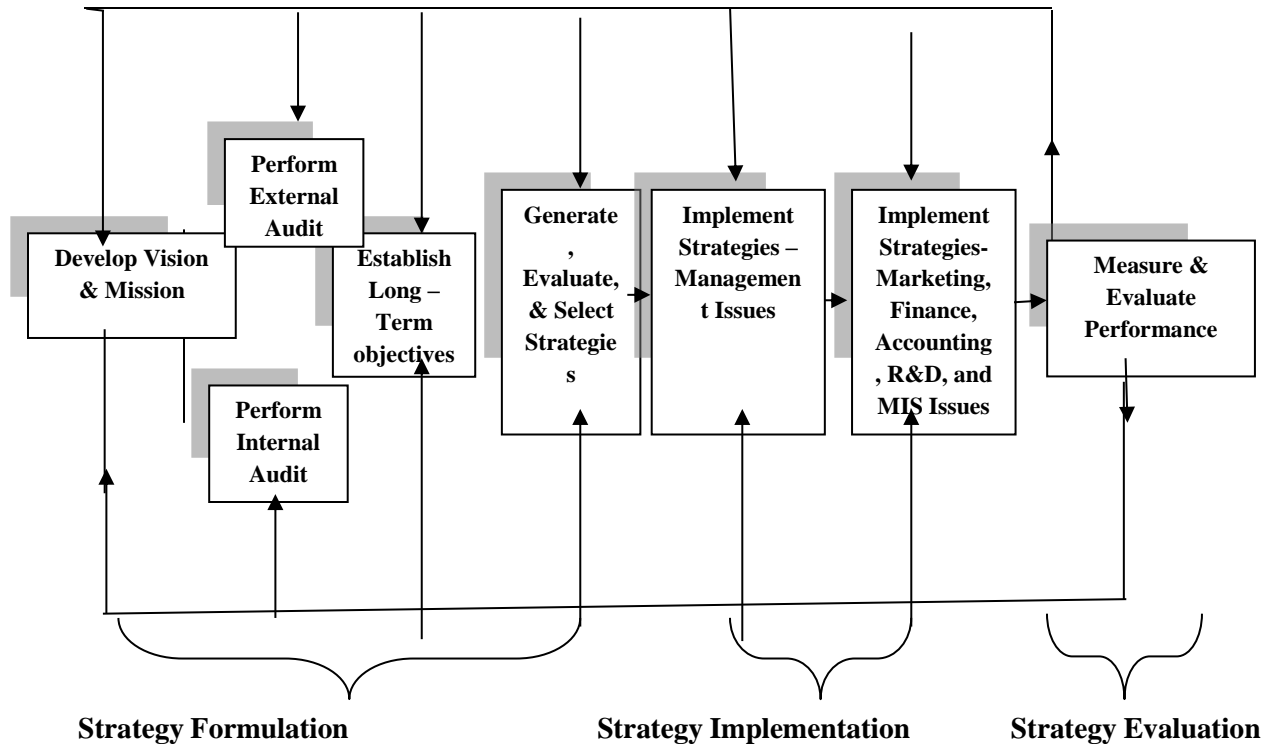 Perform
External
Audit
Develop Vision
& Mission
Perform
Internal
Audit
Establish
Long –
Term
objectives
Generate
,
Evaluate,
& Select
Strategie
s
Implement
Strategies –
Managemen
t Issues
Implement
Strategies-
Marketing,
Finance,
Accounting
, R&D, and
MIS Issues
Measure &
Evaluate
Performance
Strategy Formulation
Strategy Implementation
Strategy Evaluation